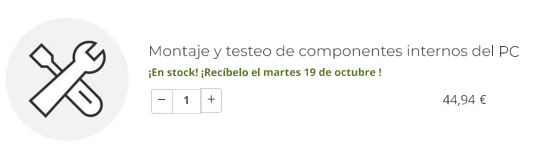 Montaje y testeo de componentes internos del PC
¡En stock! ¡Recíbelo el martes 19 de octubre !
− 1 + 44,94 €